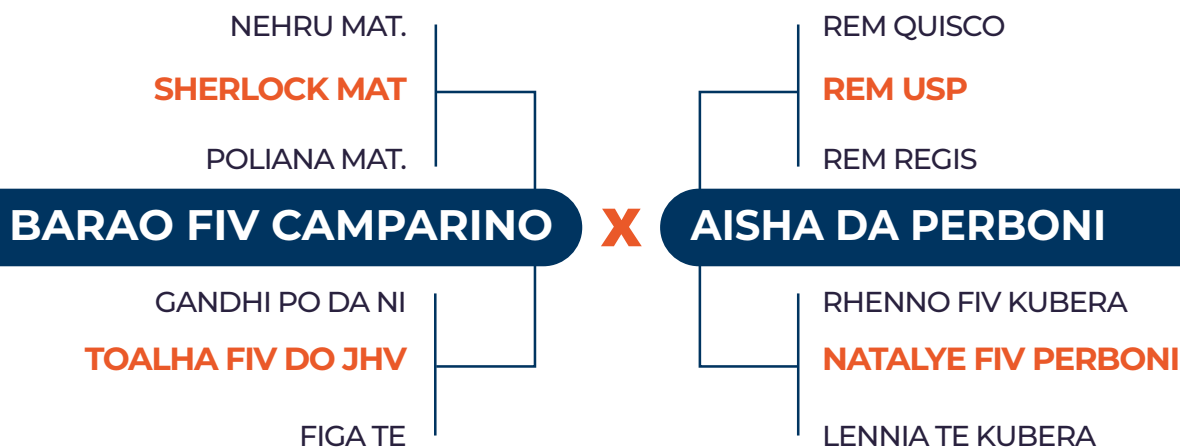 NEHRU MAT.
SHERLOCK MAT
POLIANA MAT.
REM QUISCO
REM USP
REM REGIS
BARAO FIV CAMPARINO X AISHA DA PERBONI
GANDHI PO DA NI
TOALHA FIV DO JHV
FIGA TE
RHENNO FIV KUBERA
NATALYE FIV PERBONI
LENNIA TE KUBERA